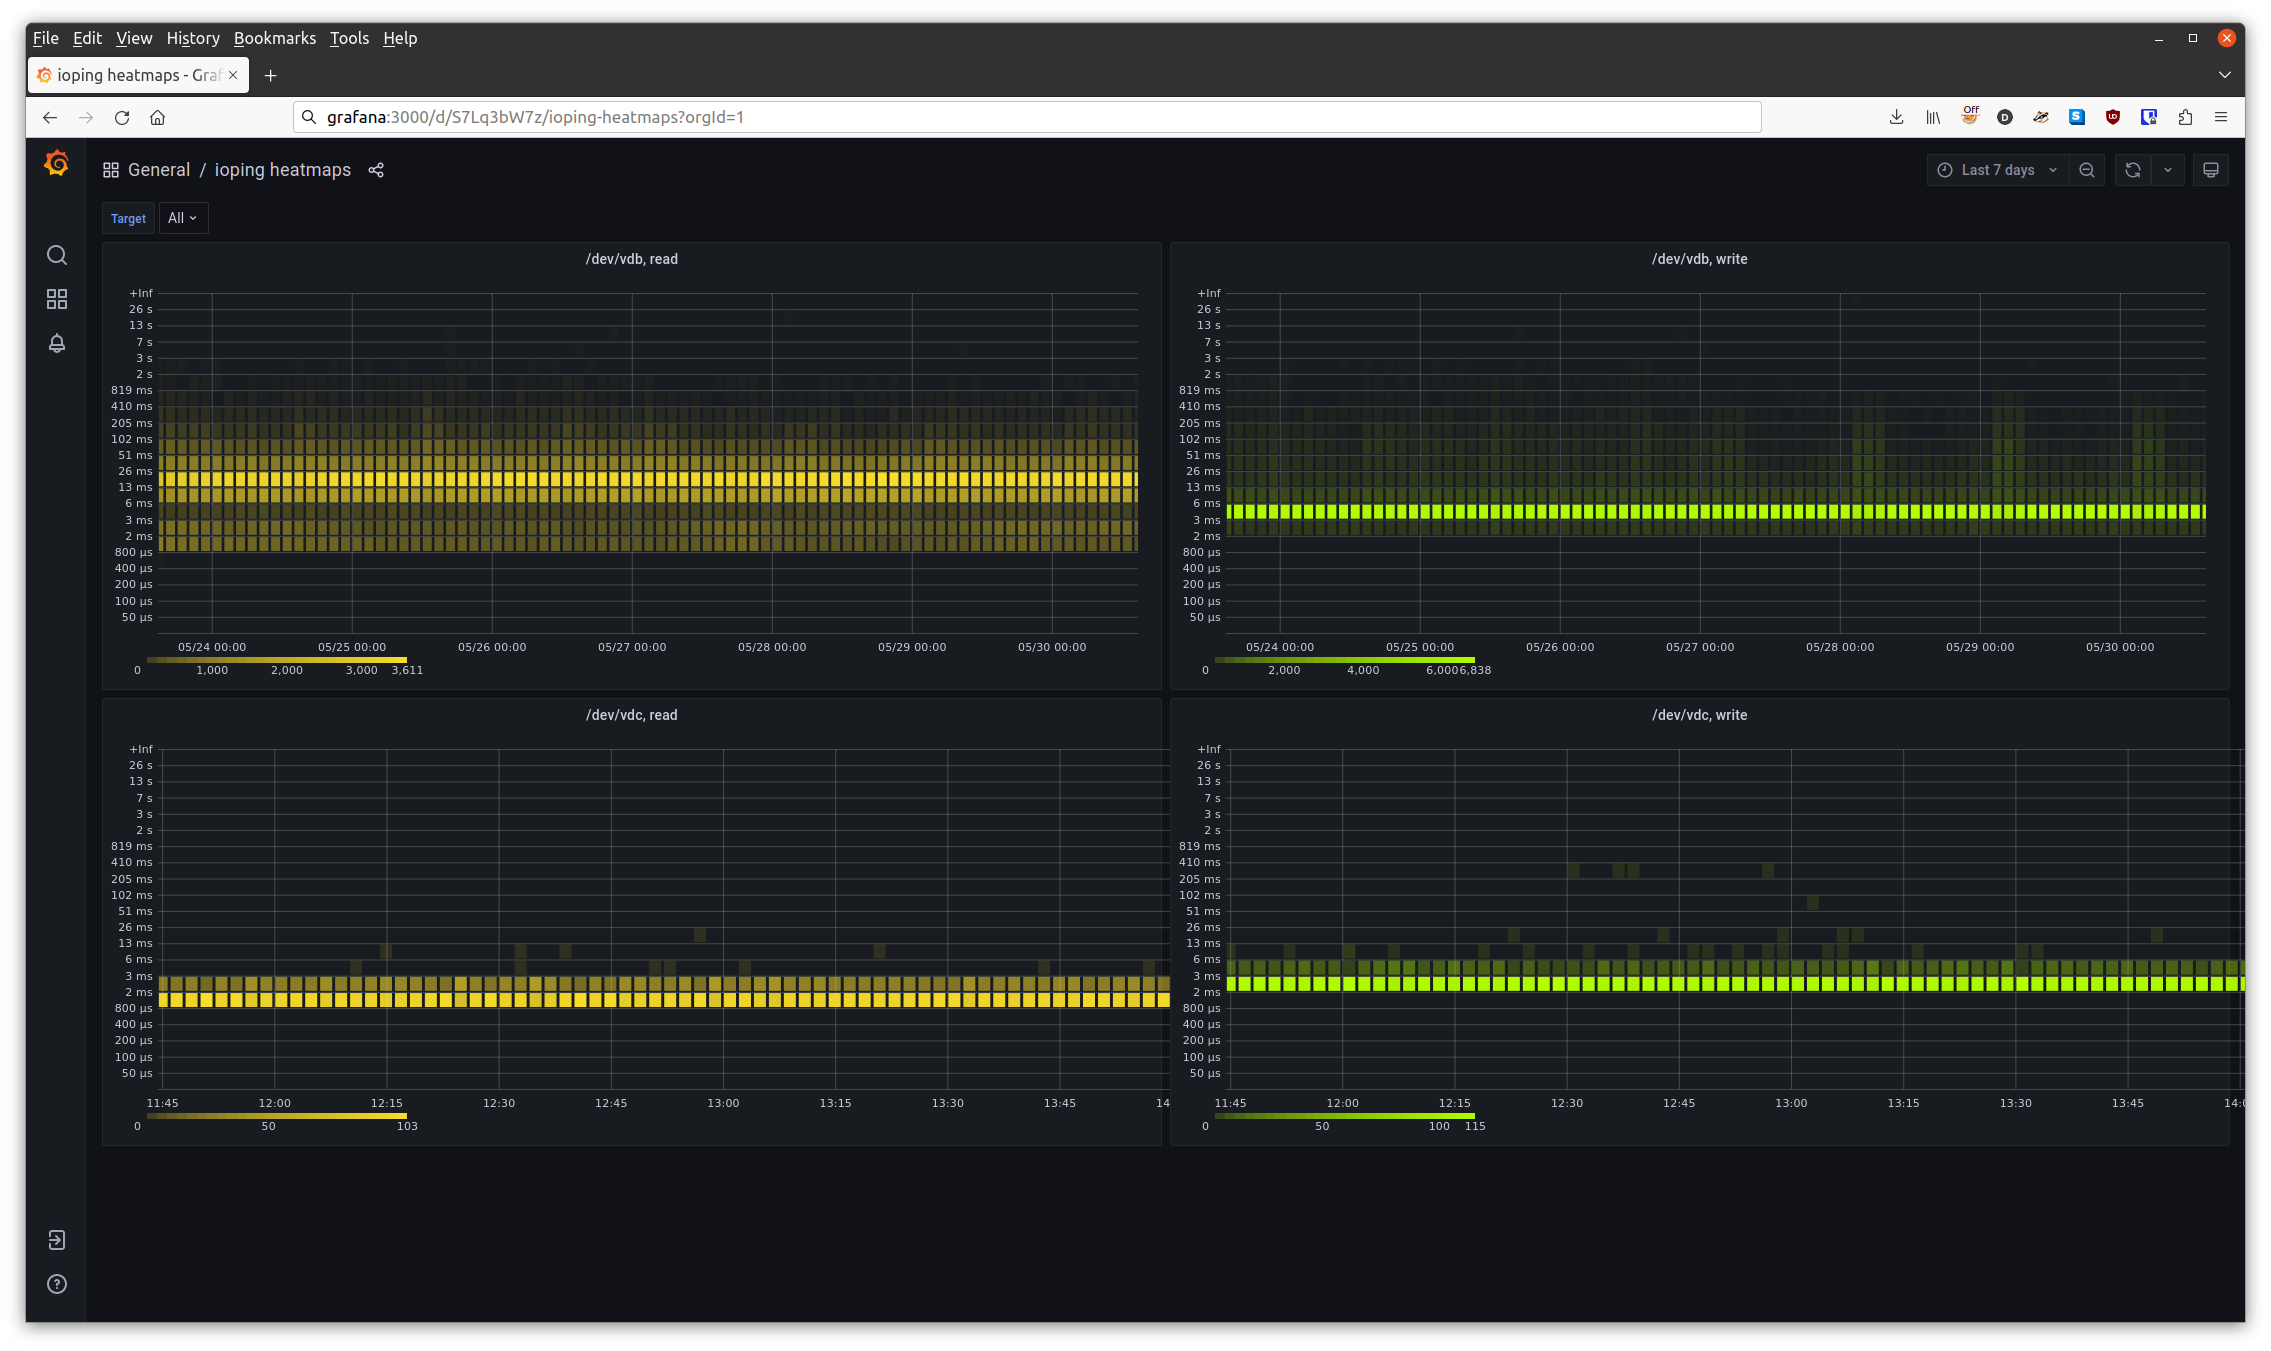 File Edit View History Bookmarks Tools Help
ioping heatmaps - Graf
grafana:3000/d/S7Lq3bW7z/ioping-heatmaps?orgId=1
Off
General / ioping heatmaps
Last 7 days
Target All
/dev/vdb, read
+Inf
26 s
13 s
7 s
3 s
2 s
819 ms
410 ms
205 ms
102 ms
51 ms
26 ms
13 ms
6 ms
3 ms
2 ms
800 µs
400 µs
200 µs
100 µs
50 µs
05/24 00:00 05/25 00:00 05/26 00:00 05/27 00:00 05/28 00:00 05/29 00:00 05/30 00:00
0 1,000 2,000 3,000 3,611
/dev/vdb, write
+Inf
26 s
13 s
7 s
3 s
2 s
819 ms
410 ms
205 ms
102 ms
51 ms
26 ms
13 ms
6 ms
3 ms
2 ms
800 µs
400 µs
200 µs
100 µs
50 µs
05/24 00:00 05/25 00:00 05/26 00:00 05/27 00:00 05/28 00:00 05/29 00:00 05/30 00:00
0 2,000 4,000 6,000 6,838
/dev/vdc, read
+Inf
26 s
13 s
7 s
3 s
2 s
819 ms
410 ms
205 ms
102 ms
51 ms
26 ms
13 ms
6 ms
3 ms
2 ms
800 µs
400 µs
200 µs
100 µs
50 µs
11:45 12:00 12:15 12:30 12:45 13:00 13:15 13:30 13:45 14
0 50 103
/dev/vdc, write
+Inf
26 s
13 s
7 s
3 s
2 s
819 ms
410 ms
205 ms
102 ms
51 ms
26 ms
13 ms
6 ms
3 ms
2 ms
800 µs
400 µs
200 µs
100 µs
50 µs
11:45 12:00 12:15 12:30 12:45 13:00 13:15 13:30 13:45 14:0
0 50 100 115